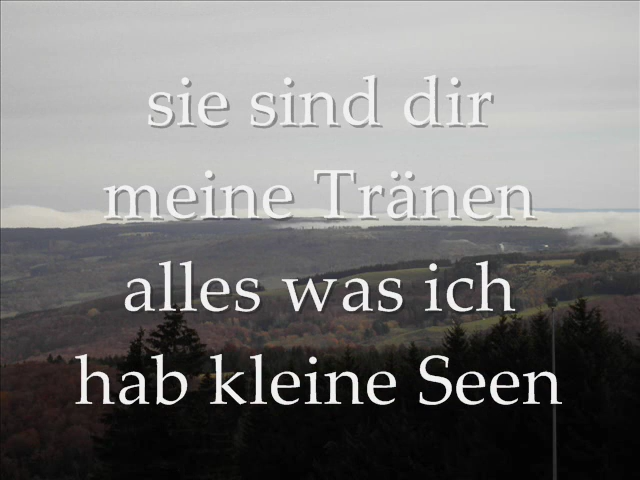 sie sind dir
meine Tränen
alles was ich
hab kleine Seen